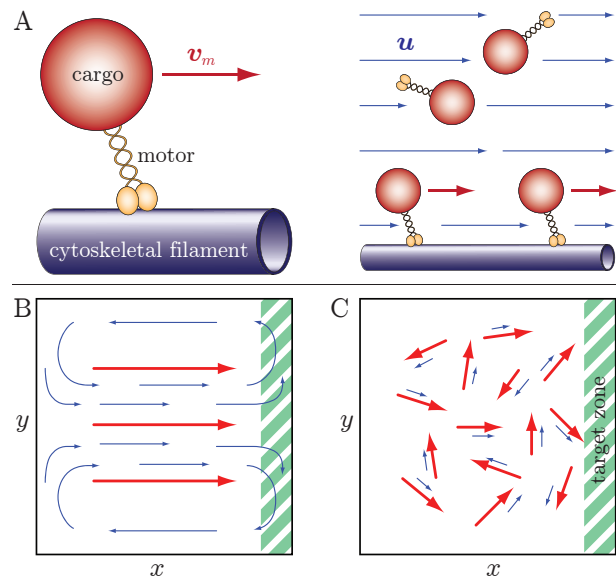 A
cargo
v_m
motor
cytoskeletal filament
u
B
y
x
C
y
target zone
x